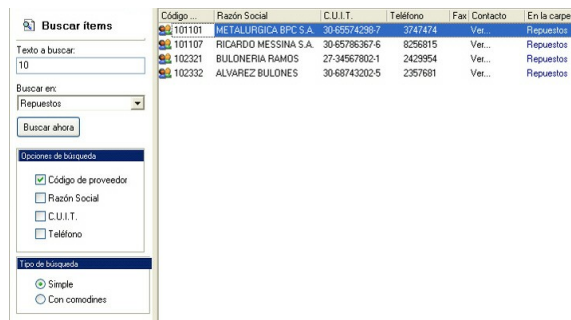 Buscar ítems
Texto a buscar:
10
Buscar en:
Repuestos
Buscar ahora
Opciones de búsqueda
Código de proveedor
Razón Social
C.U.I.T.
Teléfono
Tipo de búsqueda
Simple
Con comodines
Código ... Razón Social C.U.I.T. Teléfono Fax Contacto En la carpe
101101 METALURGICA BPC S.A. 30-65574298-7 3747474 Ver... Repuestos
101107 RICARDO MESSINA S.A. 30-65786367-6 8256815 Ver... Repuestos
102321 BULONERIA RAMOS 27-34567802-1 2429954 Ver... Repuestos
102332 ALVAREZ BULONES 30-68743202-5 2357681 Ver... Repuestos